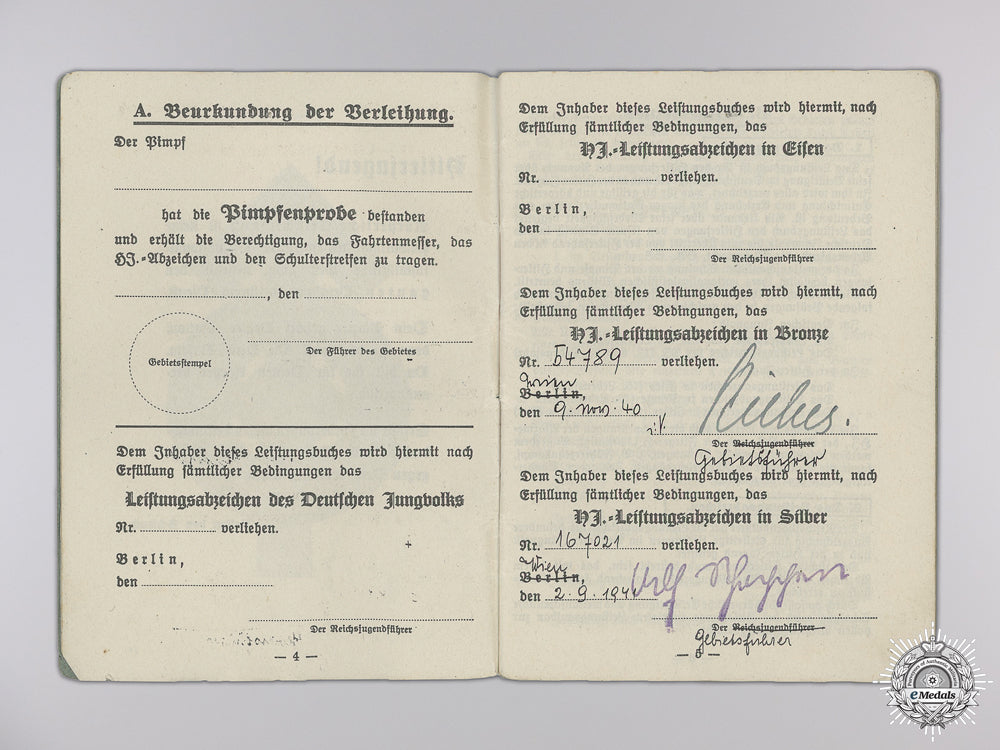 A. Beurkundung der Verleihung.
Der Pimpf
hat die Pimpfenprobe bestanden
und erhält die Berechtigung, das Fahrtenmesser, das
HJ.-Abzeichen und den Schulterstreifen zu tragen.
, den
Gebietsstempel
Der Führer des Gebietes
Dem Inhaber dieses Leistungsbuches wird hiermit nach
Erfüllung sämtlicher Bedingungen das
Leistungsabzeichen des Deutschen Jungvolks
Nr. verliehen.
Berlin,
den
Der Reichsjugendführer
— 4 —
Dem Inhaber dieses Leistungsbuches wird hiermit, nach
Erfüllung sämtlicher Bedingungen, das
HJ.-Leistungsabzeichen in Eisen
Nr. verliehen.
Berlin,
den
Der Reichsjugendführer
Dem Inhaber dieses Leistungsbuches wird hiermit, nach
Erfüllung sämtlicher Bedingungen, das
HJ.-Leistungsabzeichen in Bronze
Nr. 54789 verliehen.
Wien
Berlin,
den 9. Nov. 40
i.V.
Der Reichsjugendführer
Gebietsführer
Dem Inhaber dieses Leistungsbuches wird hiermit, nach
Erfüllung sämtlicher Bedingungen, das
HJ.-Leistungsabzeichen in Silber
Nr. 167021 verliehen.
Wien
Berlin,
den 2.9.1941
Der Reichsjugendführer
Gebietsführer
— 5 —
eMedals